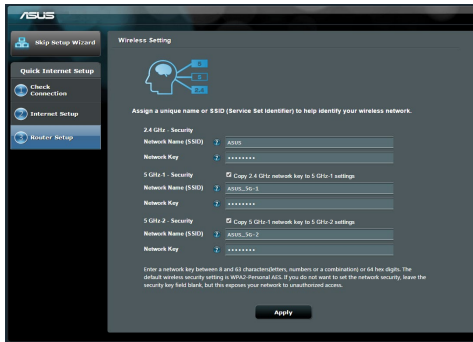 ASUS
Skip Setup Wizard
Quick Internet Setup
1 Check Connection
2 Internet Setup
3 Router Setup
Wireless Setting
5
5
2.4
Assign a unique name or SSID (Service Set Identifier) to help identify your wireless network.
2.4 GHz - Security
Network Name (SSID) ? ASUS
Network Key ? ••••••••
5 GHz-1 - Security Copy 2.4 GHz network key to 5 GHz-1 settings
Network Name (SSID) ? ASUS_5G-1
Network Key ? ••••••••
5 GHz-2 - Security Copy 5 GHz-1 network key to 5 GHz-2 settings
Network Name (SSID) ? ASUS_5G-2
Network Key ? ••••••••
Enter a network key between 8 and 63 characters(letters, numbers or a combination) or 64 hex digits. The
default wireless security setting is WPA2-Personal AES. If you do not want to set the network security, leave the
security key field blank, but this exposes your network to unauthorized access.
Apply